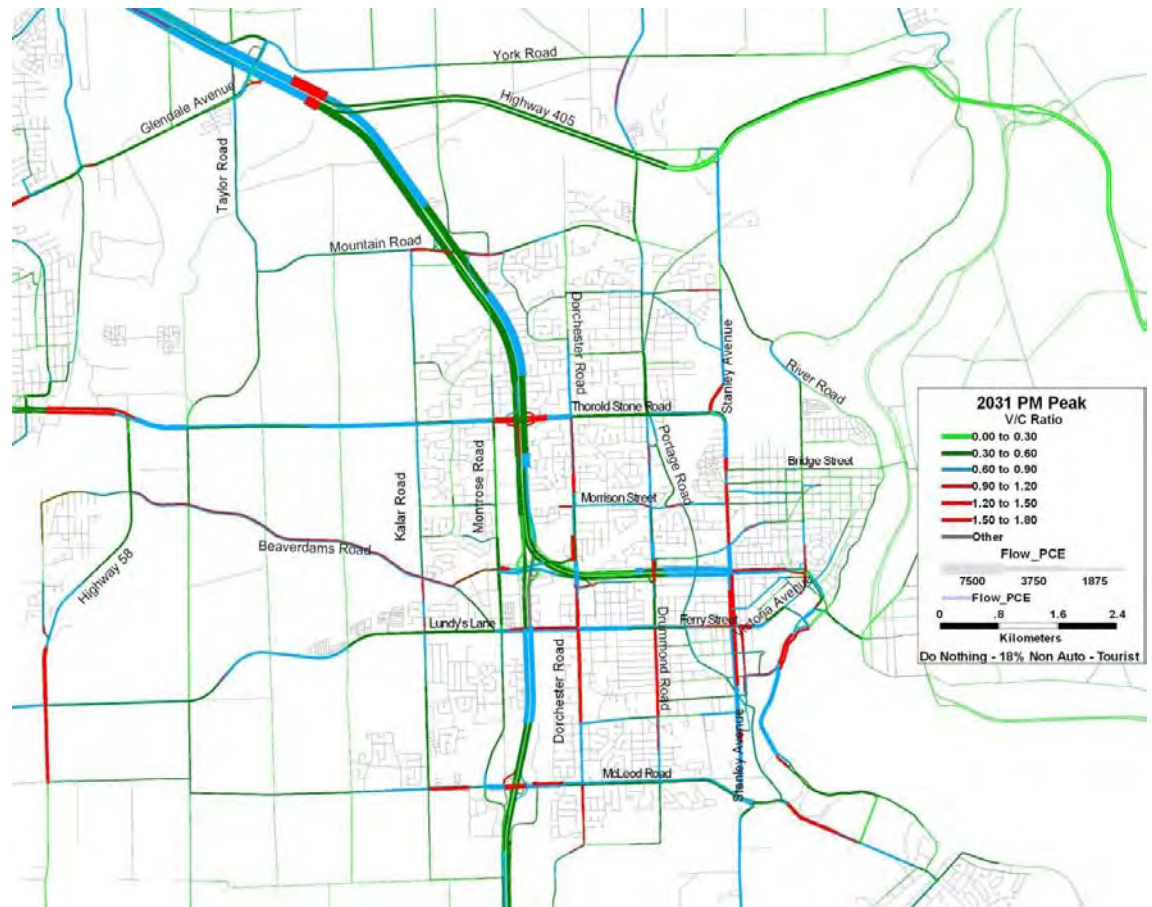 York Road
Highway 405
Glendale Avenue
Taylor Road
Mountain Road
Dorchester Road
Stanley Avenue
River Road
Thorold Stone Road
Portage Road
Bridge Street
Montrose Road
Kalar Road
Morrison Street
Beaverdams Road
Highway 58
Victoria Avenue
Lundy's Lane
Ferry Street
Drummond Road
Dorchester Road
Stanley Avenue
McLeod Road
2031 PM Peak
V/C Ratio
0.00 to 0.30
0.30 to 0.60
0.60 to 0.90
0.90 to 1.20
1.20 to 1.50
1.50 to 1.80
Other
Flow_PCE
7500 3750 1875
Flow_PCE
0 .8 1.6 2.4
Kilometers
Do Nothing - 18% Non Auto - Tourist